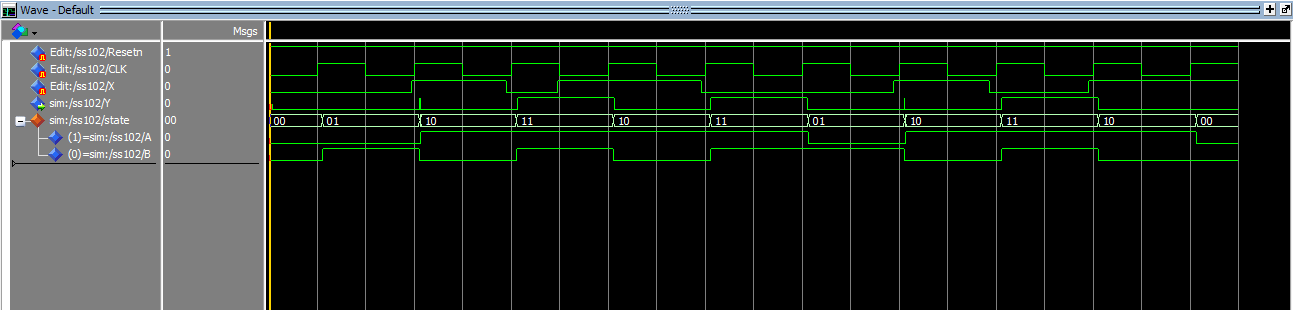 Wave - Default
Msgs
Edit:/ss102/Resetn 1
Edit:/ss102/CLK 0
Edit:/ss102/X 0
sim:/ss102/Y 0
sim:/ss102/state 00 00 01 10 11 10 11 01 10 11 10 00
(1)=sim:/ss102/A 0
(0)=sim:/ss102/B 0